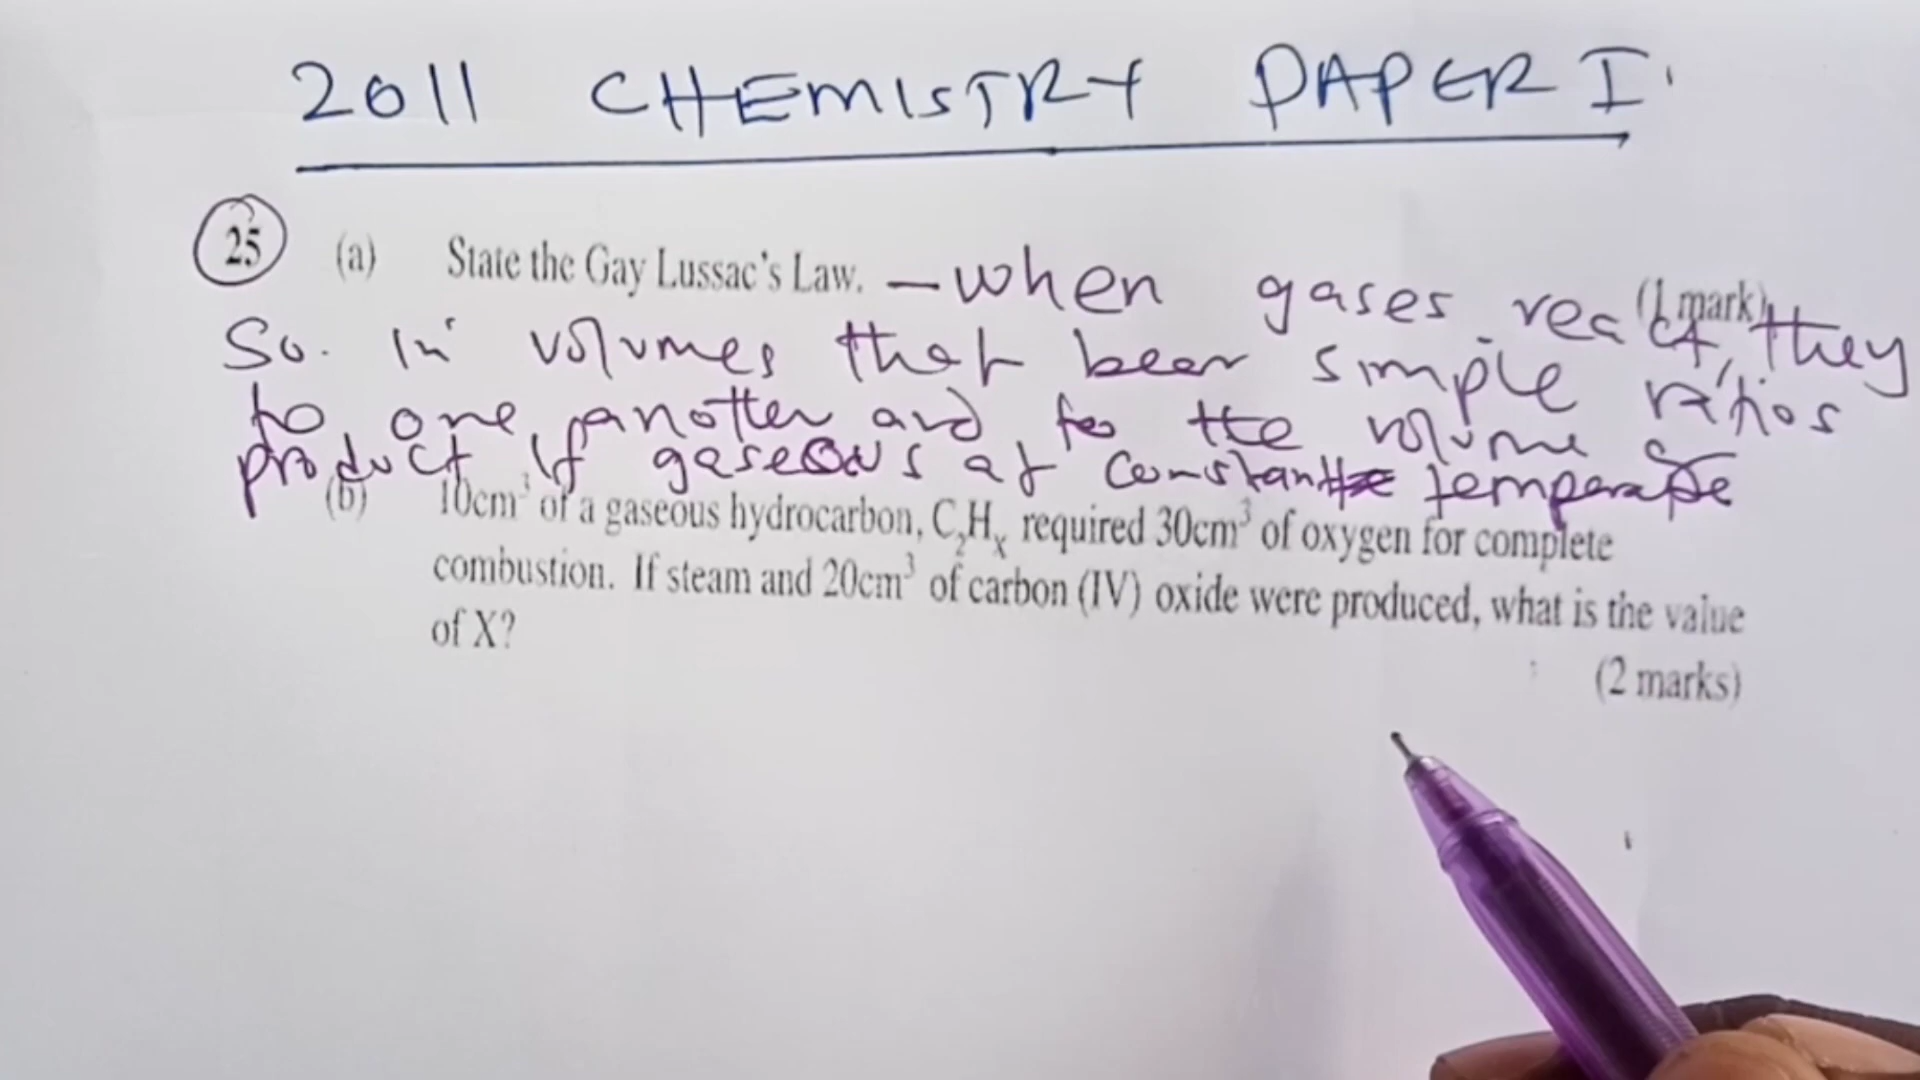 2011 CHEMISTRY PAPER I.
25 (a) State the Gay Lussac's Law. – when gases react, they (1 mark)
So. in volumes that bear simple ratios
to one another and to the volume of
product if gaseous at constant temperature
(b) 10cm³ of a gaseous hydrocarbon, C₂Hₓ required 30cm³ of oxygen for complete
combustion. If steam and 20cm³ of carbon (IV) oxide were produced, what is the value
of X?
(2 marks)